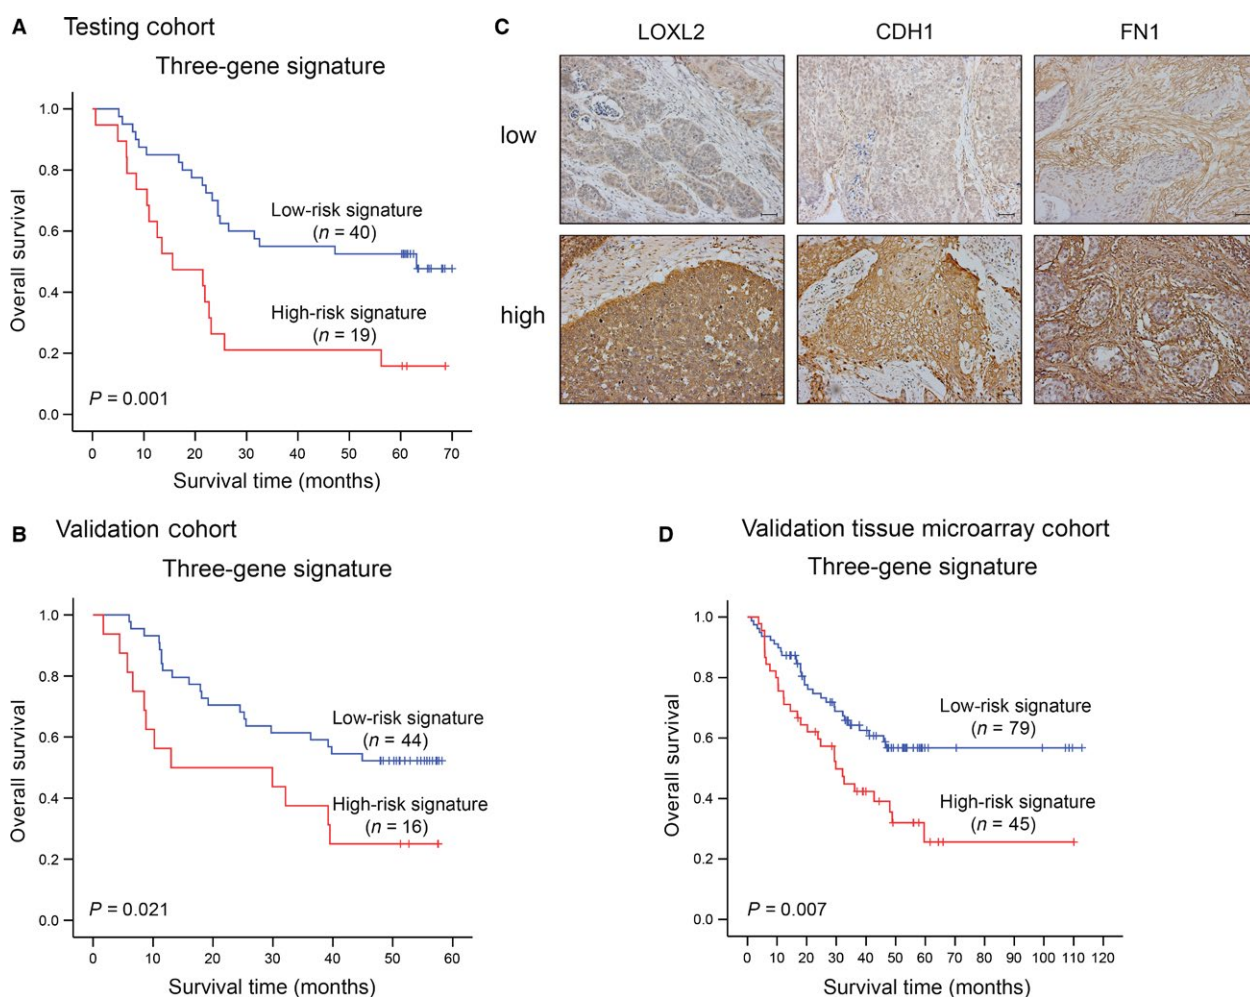 A Testing cohort
Three-gene signature
Overall survival
1.0
0.8
0.6
0.4
0.2
0.0
Low-risk signature
(n = 40)
High-risk signature
(n = 19)
P = 0.001
0 10 20 30 40 50 60 70
Survival time (months)
C
LOXL2 CDH1 FN1
low
high
B Validation cohort
Three-gene signature
Overall survival
1.0
0.8
0.6
0.4
0.2
0.0
Low-risk signature
(n = 44)
High-risk signature
(n = 16)
P = 0.021
0 10 20 30 40 50 60
Survival time (months)
D Validation tissue microarray cohort
Three-gene signature
Overall survival
1.0
0.8
0.6
0.4
0.2
0.0
Low-risk signature
(n = 79)
High-risk signature
(n = 45)
P = 0.007
0 10 20 30 40 50 60 70 80 90 100 110 120
Survival time (months)